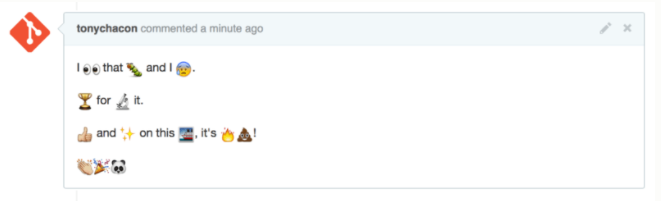 tonychacon commented a minute ago
I 👀 that 🐛 and I 😰.
🏆 for 🔬 it.
👍 and ✨ on this 🚢, it's 🔥💩!
👏🎉🐼